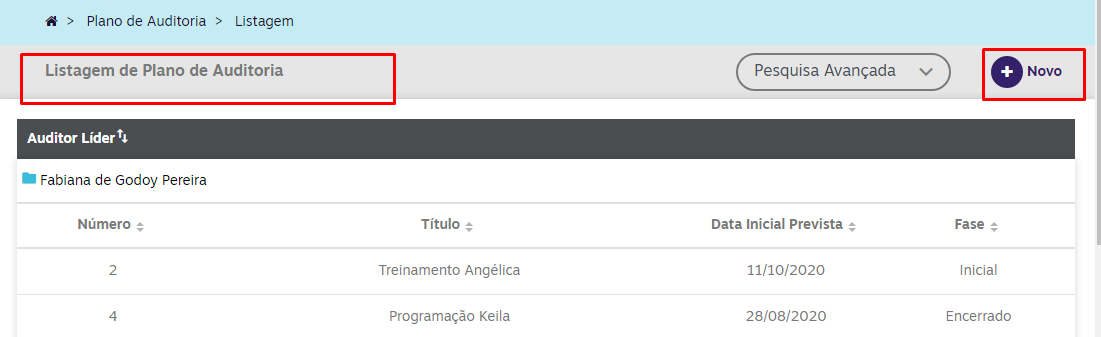 > Plano de Auditoria > Listagem
Listagem de Plano de Auditoria Pesquisa Avançada + Novo
Auditor Líder
Fabiana de Godoy Pereira
Número Título Data Inicial Prevista Fase
2 Treinamento Angélica 11/10/2020 Inicial
4 Programação Keila 28/08/2020 Encerrado